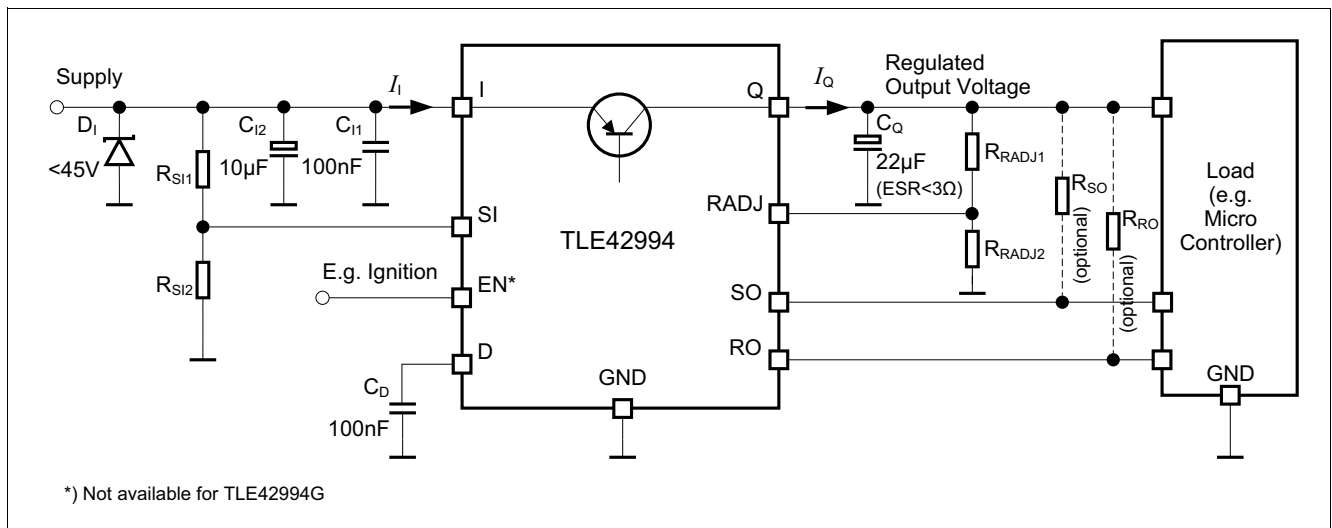 Supply
I_I
I
Q
I_Q
Regulated
Output Voltage
D_I
<45V
R_SI1
C_I2
10µF
C_I1
100nF
C_Q
22µF
(ESR<3Ω)
R_RADJ1
R_SO
(optional)
R_RO
(optional)
Load
(e.g.
Micro
Controller)
SI
RADJ
TLE42994
R_SI2
R_RADJ2
E.g. Ignition
EN*
SO
D
RO
C_D
100nF
GND
GND
*) Not available for TLE42994G